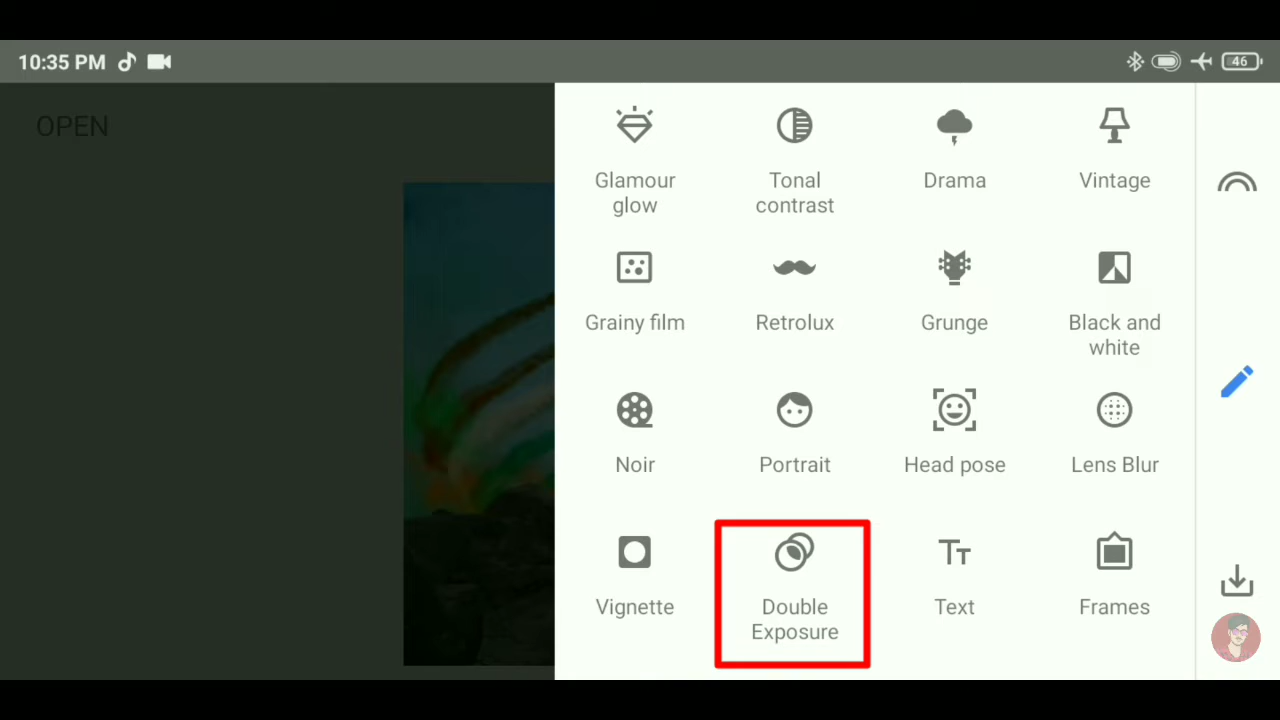 10:35 PM
46
OPEN
Glamour
glow
Tonal
contrast
Drama
Vintage
Grainy film
Retrolux
Grunge
Black and
white
Noir
Portrait
Head pose
Lens Blur
Vignette
Double
Exposure
Text
Frames